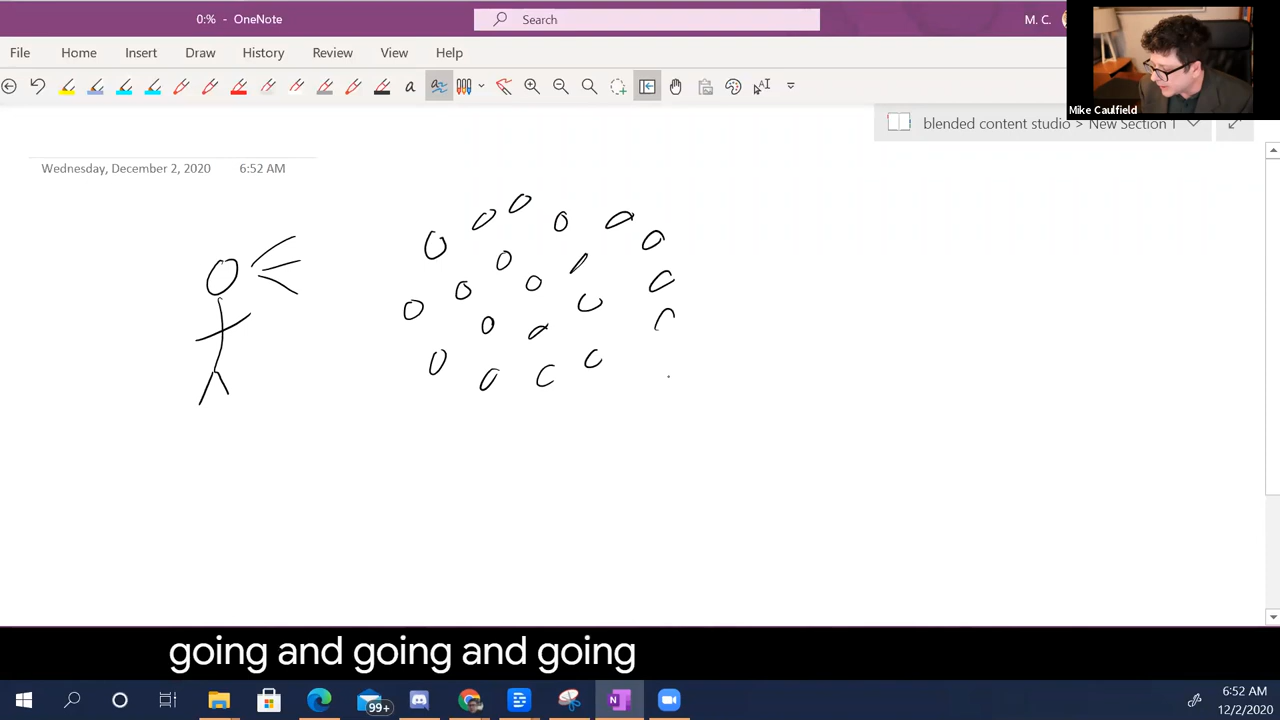 0:% - OneNote
Search
M. C.
Mike Caulfield
File Home Insert Draw History Review View Help
blended content studio > New Section 1
Wednesday, December 2, 2020 6:52 AM
going and going and going
99+
6:52 AM
12/2/2020